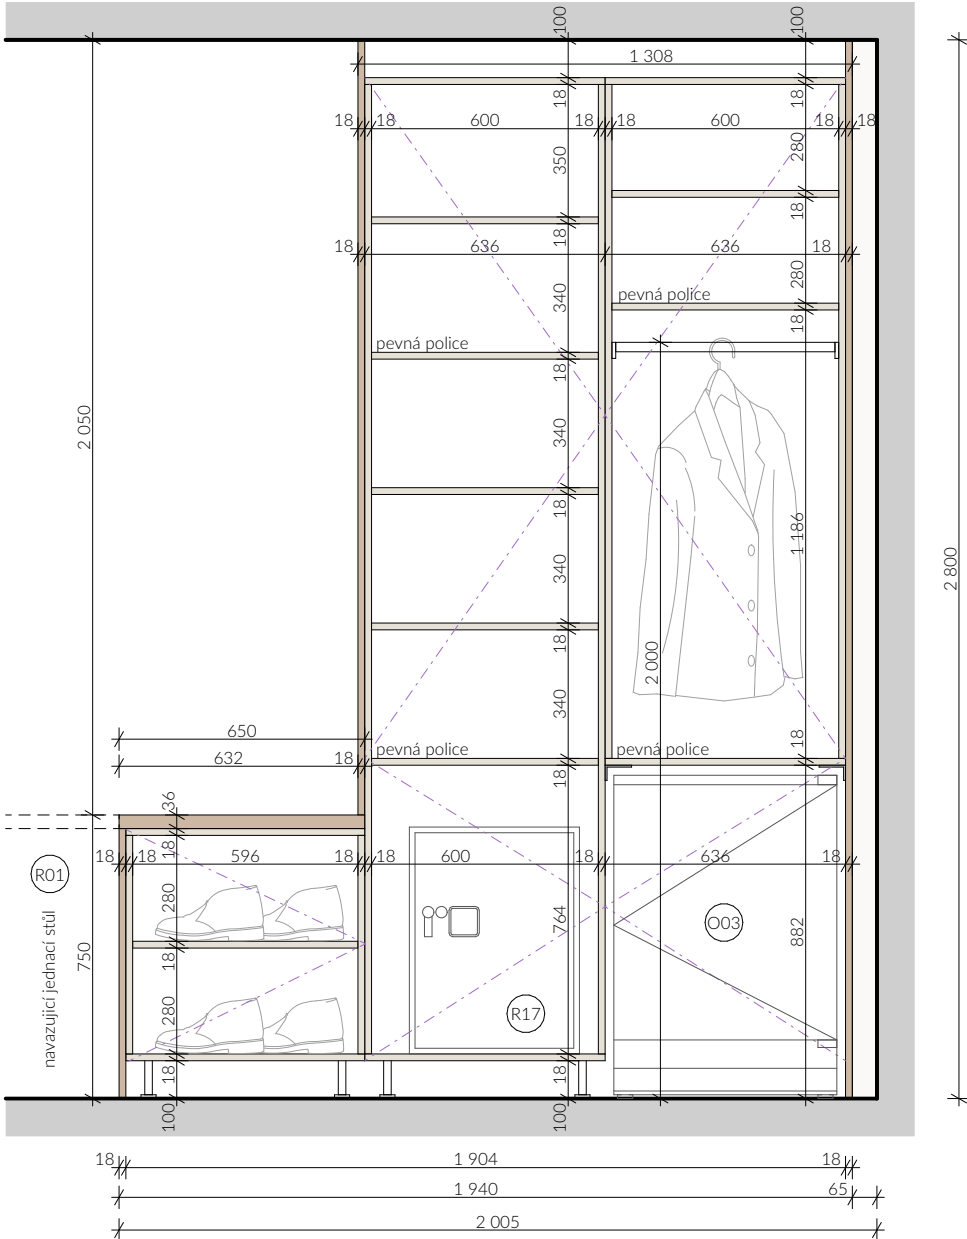 100 100
1 308
18 18
18 18 600 18 18 600 18 18
350 280
18 18
18 636 636 18
280
pevná police
340 18
pevná police
18
2 050 340
18 1 186
340
18 2 000
340
650
18
pevná police pevná police
632 18
18
36
18
18 18 596 18 18 600 18 636 18
R01
280 764 882 O03
750 navazující jednací stůl
18
280 R17
18 18
100 100
2 800
18 1 904 18
1 940 65
2 005